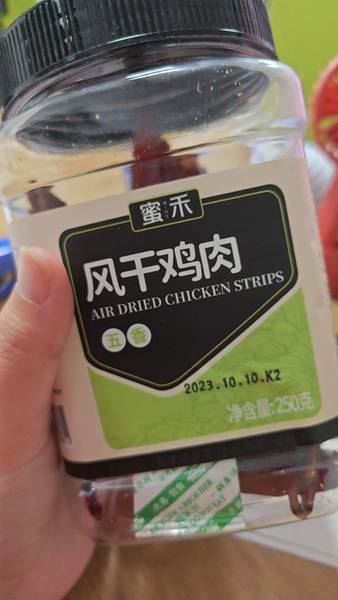 蜜禾
风干鸡肉
AIR DRIED CHICKEN STRIPS
五香
2023.10.10.K2
净含量:250克